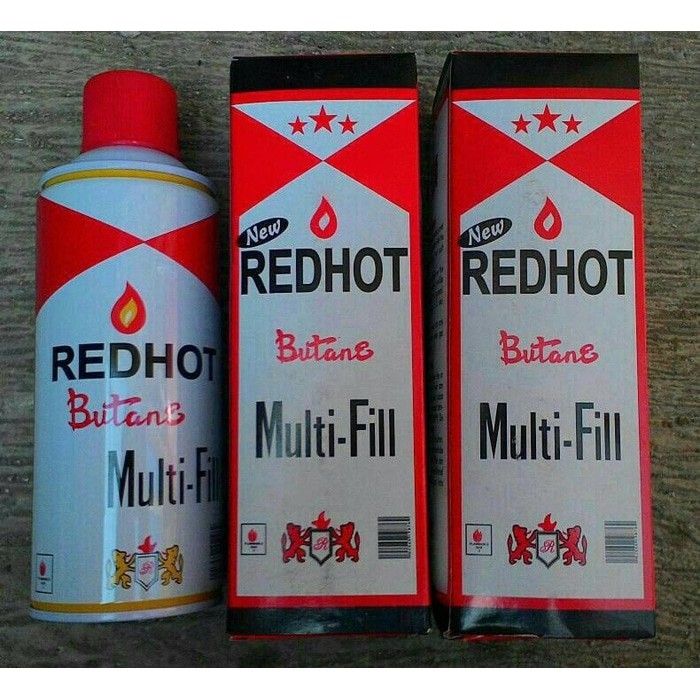 REDHOT
Butane
Multi-Fill
R
New
REDHOT
Butane
Multi-Fill
R
New
REDHOT
Butane
Multi-Fill
R